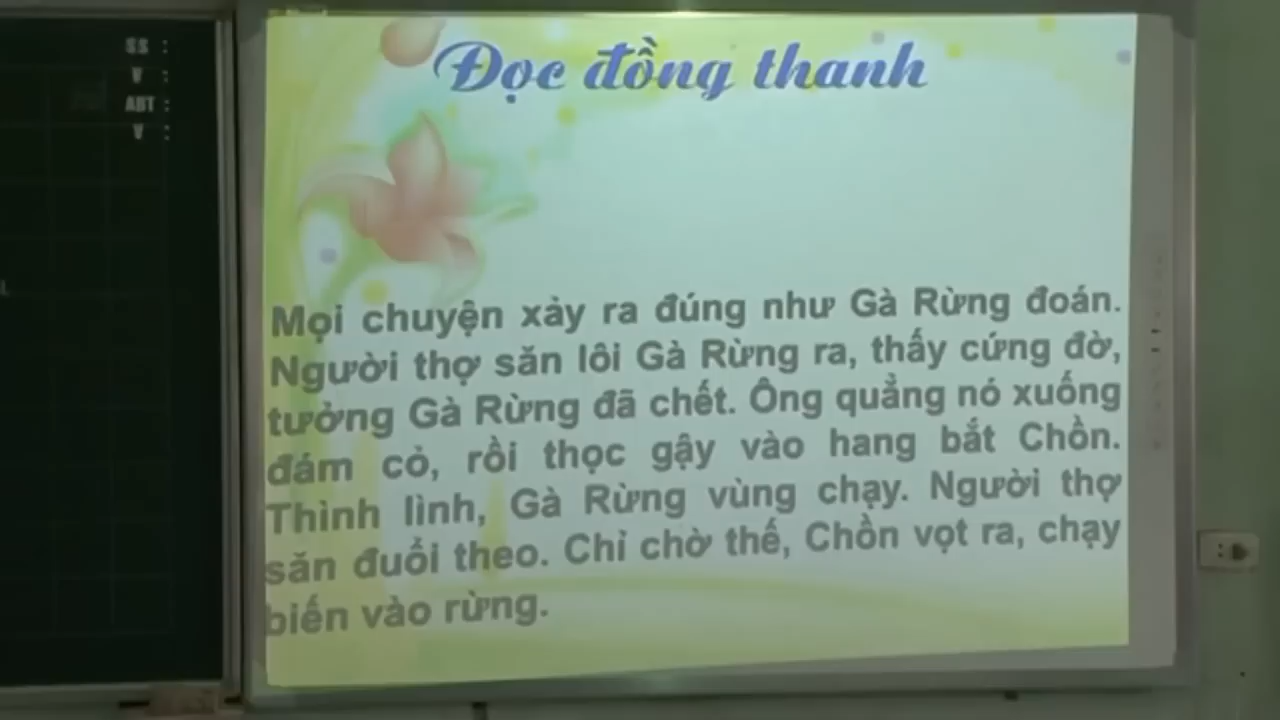 SS :
V :
ABT :
V :
Đọc đồng thanh
Mọi chuyện xảy ra đúng như Gà Rừng đoán.
Người thợ săn lôi Gà Rừng ra, thấy cứng đờ,
tưởng Gà Rừng đã chết. Ông quẳng nó xuống
đám cỏ, rồi thọc gậy vào hang bắt Chồn.
Thình lình, Gà Rừng vùng chạy. Người thợ
săn đuổi theo. Chỉ chờ thế, Chồn vọt ra, chạy
biến vào rừng.